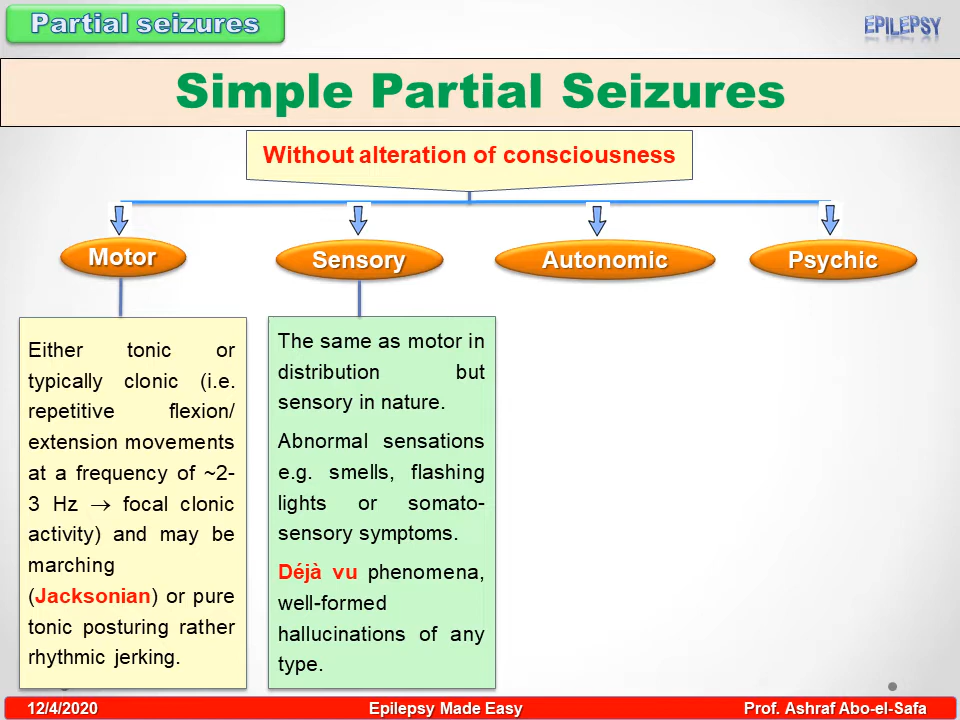 Partial seizures
EPILEPSY
Simple Partial Seizures
Without alteration of consciousness
Motor
Sensory
Autonomic
Psychic
Either tonic or
typically clonic (i.e.
repetitive flexion/
extension movements
at a frequency of ~2-
3 Hz → focal clonic
activity) and may be
marching
(Jacksonian) or pure
tonic posturing rather
rhythmic jerking.
The same as motor in
distribution but
sensory in nature.
Abnormal sensations
e.g. smells, flashing
lights or somato-
sensory symptoms.
Déjà vu phenomena,
well-formed
hallucinations of any
type.
12/4/2020
Epilepsy Made Easy
Prof. Ashraf Abo-el-Safa